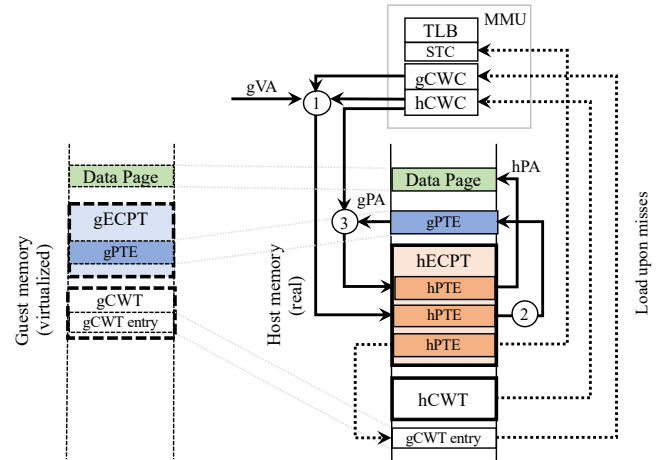 MMU
TLB
STC
gCWC
hCWC
gVA
1
Data Page
gECPT
gPTE
gCWT
gCWT entry
Guest memory
(virtualized)
Host memory
(real)
hPA
Data Page
gPA
gPTE
3
hECPT
hPTE
hPTE
2
hPTE
hCWT
gCWT entry
Load upon misses